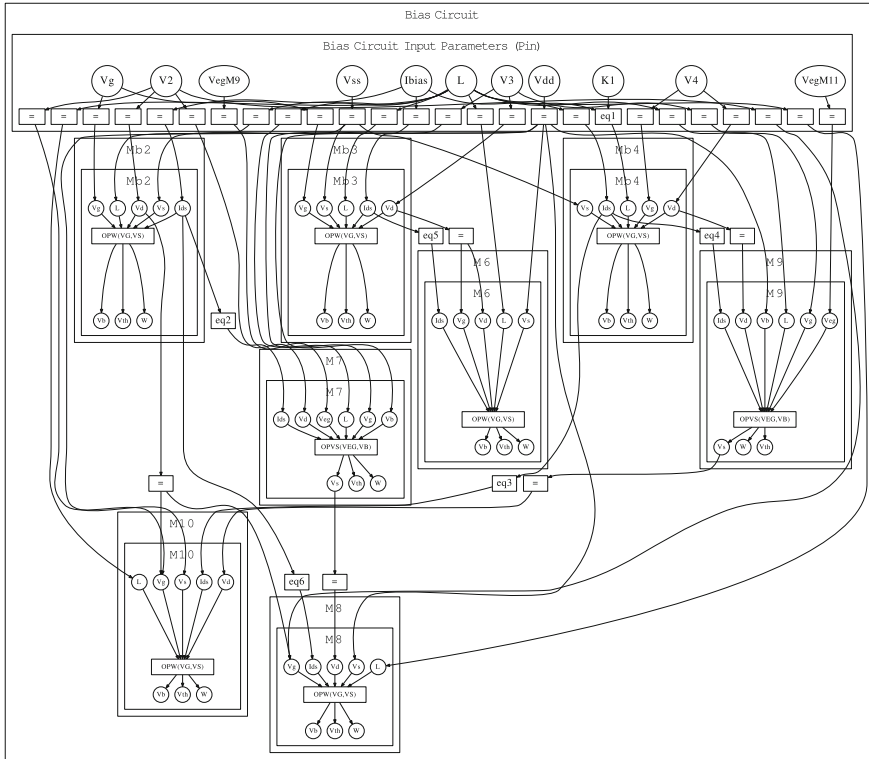 Bias Circuit
Bias Circuit Input Parameters (Pin)
Vg V2 VegM9 Vss Ibias L V3 Vdd K1 V4 VegM11
= = = = = = = = = = = = = = = = = = eq1 = = = = = = =
Mb2 Mb3 Mb4
Mb2 Mb3 Mb4
Vg L Vd Vs Ids Vg Vs L Ids Vd Vs Ids L Vg Vd
OPW(VG,VS) OPW(VG,VS) eq5 = OPW(VG,VS) eq4 =
M6 M9
M6 M9
Vb Vth W eq2 Vb Vth W Ids Vg Vd L Vs Vb Vth W Ids Vd Vb L Vg Veg
M7
M7
Ids Vd Veg L Vg Vb OPW(VG,VS) OPVS(VEG,VB)
OPVS(VEG,VB) Vb Vth W Vs W Vth
= Vs Vth W eq3 =
M10
M10
L Vg Vs Ids Vd eq6 =
M8
M8
OPW(VG,VS) Vg Ids Vd Vs L
Vb Vth W OPW(VG,VS)
Vb Vth W